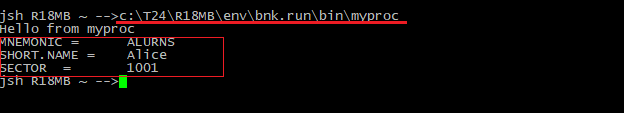 jsh R18MB ~ -->c:\T24\R18MB\env\bnk.run\bin\myproc
Hello from myproc
MNEMONIC =     ALURNS
SHORT.NAME =    Alice
SECTOR  =       1001
jsh R18MB ~ -->